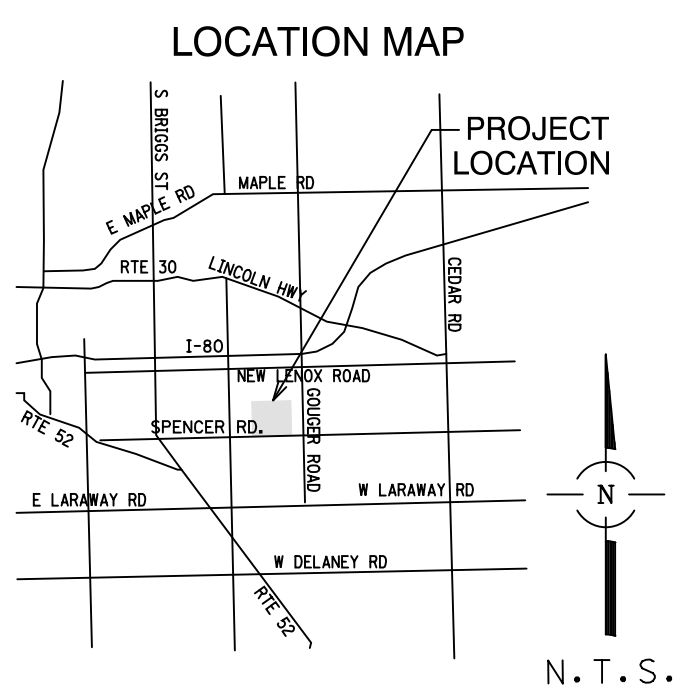 LOCATION MAP
S BRIGGS ST
PROJECT
LOCATION
MAPLE RD
E MAPLE RD
RTE 30
LINCOLN HWY
CEDAR RD
I-80
NEW LENOX ROAD
GOUGER ROAD
RTE 52
SPENCER RD.
E LARAWAY RD
W LARAWAY RD
N
W DELANEY RD
RTE 52
N.T.S.